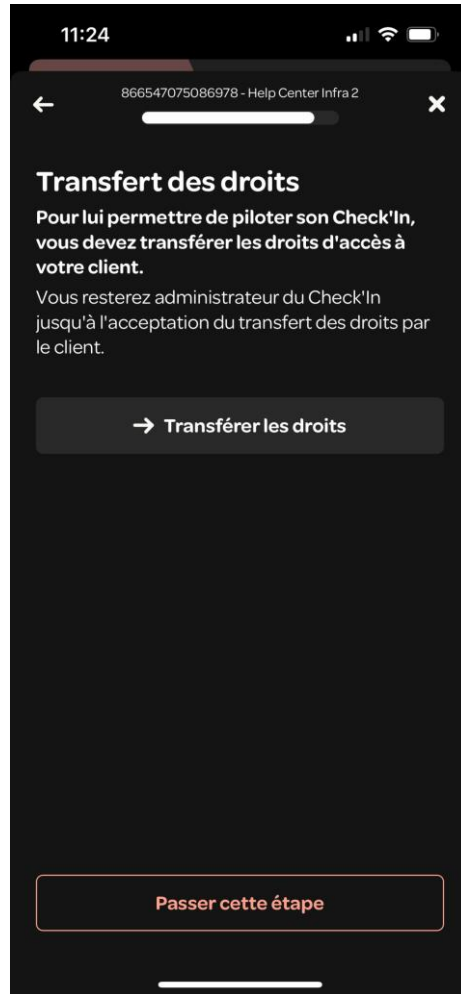 11:24
866547075086978 - Help Center Infra 2
Transfert des droits
Pour lui permettre de piloter son Check'In,
vous devez transférer les droits d'accès à
votre client.
Vous resterez administrateur du Check'In
jusqu'à l'acceptation du transfert des droits par
le client.
→ Transférer les droits
Passer cette étape